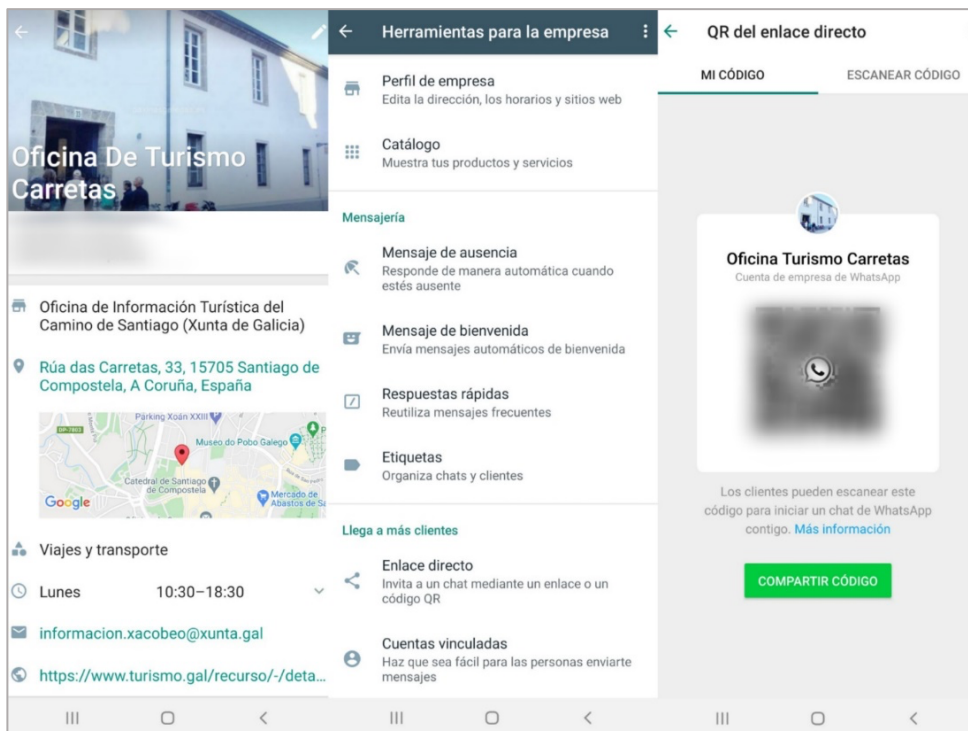 Oficina De Turismo
Carretas
Oficina de Información Turística del
Camino de Santiago (Xunta de Galicia)
Rúa das Carretas, 33, 15705 Santiago de
Compostela, A Coruña, España
Parking Xoán XXIII
DP-7803
Museo do Pobo Galego
Catedral de Santiago
de Compostela
Mercado de
Abastos de Sa
Google
Viajes y transporte
Lunes 10:30–18:30
informacion.xacobeo@xunta.gal
https://www.turismo.gal/recurso/-/deta...
Herramientas para la empresa
Perfil de empresa
Edita la dirección, los horarios y sitios web
Catálogo
Muestra tus productos y servicios
Mensajería
Mensaje de ausencia
Responde de manera automática cuando
estés ausente
Mensaje de bienvenida
Envía mensajes automáticos de bienvenida
Respuestas rápidas
Reutiliza mensajes frecuentes
Etiquetas
Organiza chats y clientes
Llega a más clientes
Enlace directo
Invita a un chat mediante un enlace o un
código QR
Cuentas vinculadas
Haz que sea fácil para las personas enviarte
mensajes
QR del enlace directo
MI CÓDIGO ESCANEAR CÓDIGO
Oficina Turismo Carretas
Cuenta de empresa de WhatsApp
Los clientes pueden escanear este
código para iniciar un chat de WhatsApp
contigo. Más información
COMPARTIR CÓDIGO